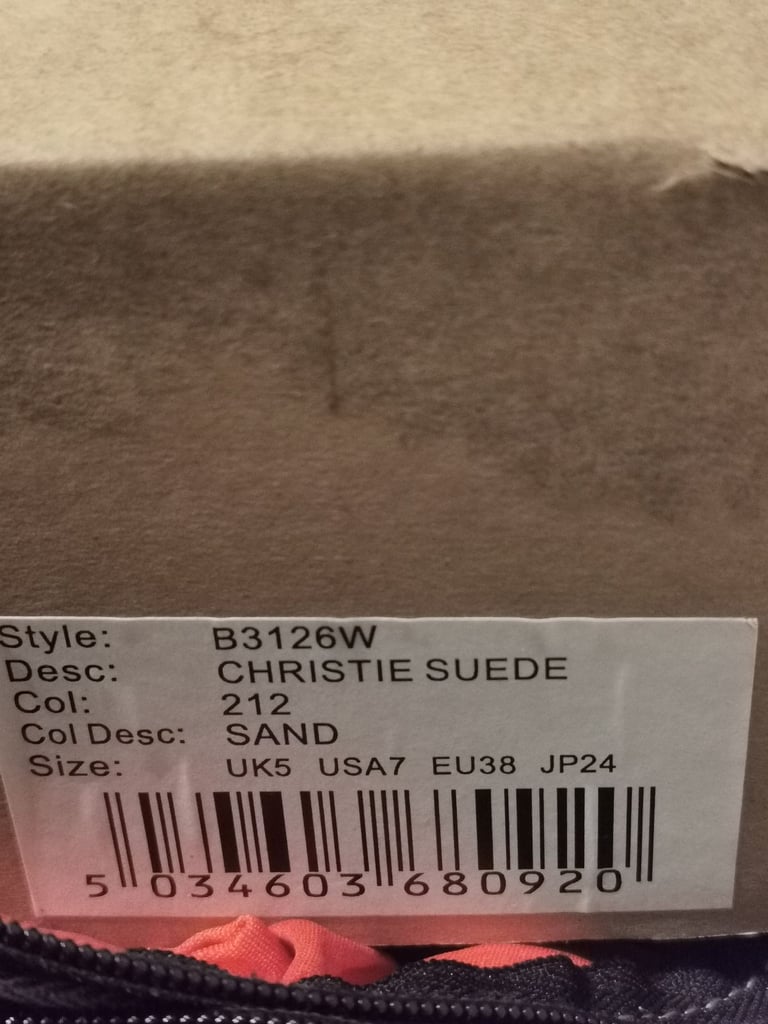 Style: B3126W
Desc: CHRISTIE SUEDE
Col: 212
Col Desc: SAND
Size: UK5 USA7 EU38 JP24
5 034603 680920